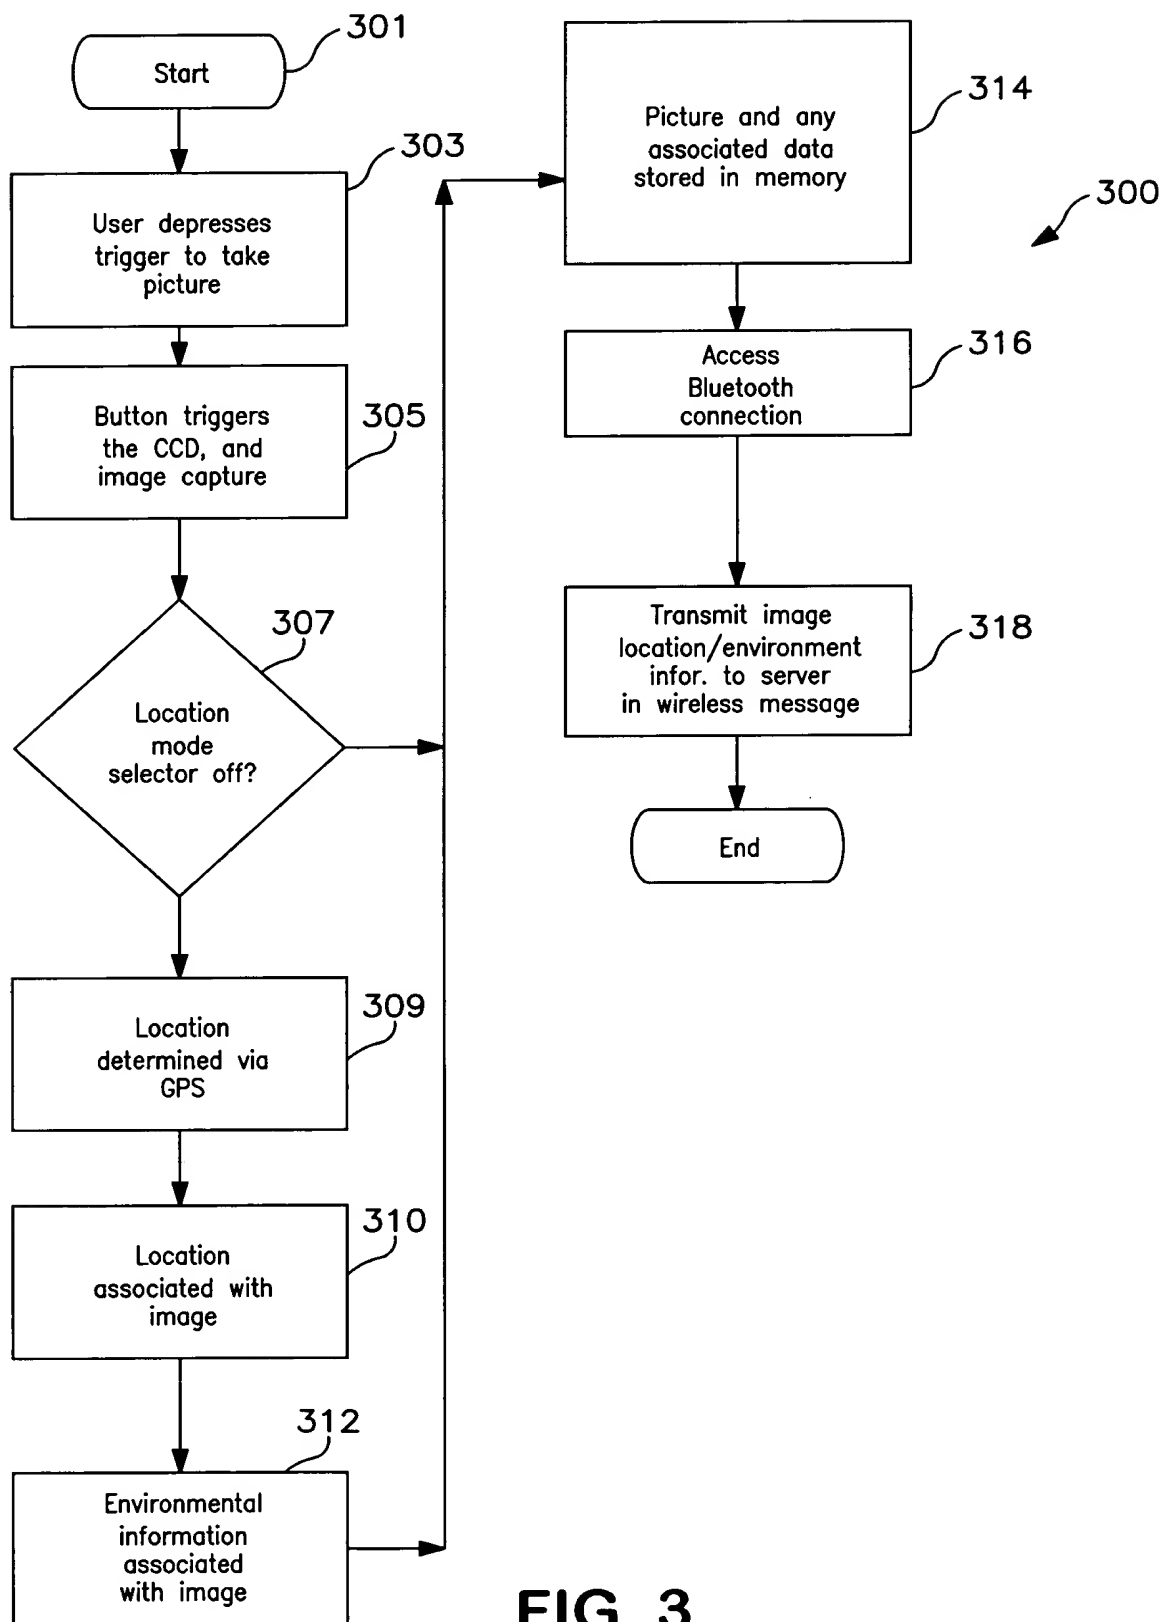 301
Start
303
User depresses
trigger to take
picture
Button triggers
the CCD, and
image capture
305
307
Location
mode
selector off?
309
Location
determined via
GPS
310
Location
associated with
image
312
Environmental
information
associated
with image
314
Picture and any
associated data
stored in memory
300
316
Access
Bluetooth
connection
Transmit image
location/environment
infor. to server
in wireless message
318
End
FIG. 3